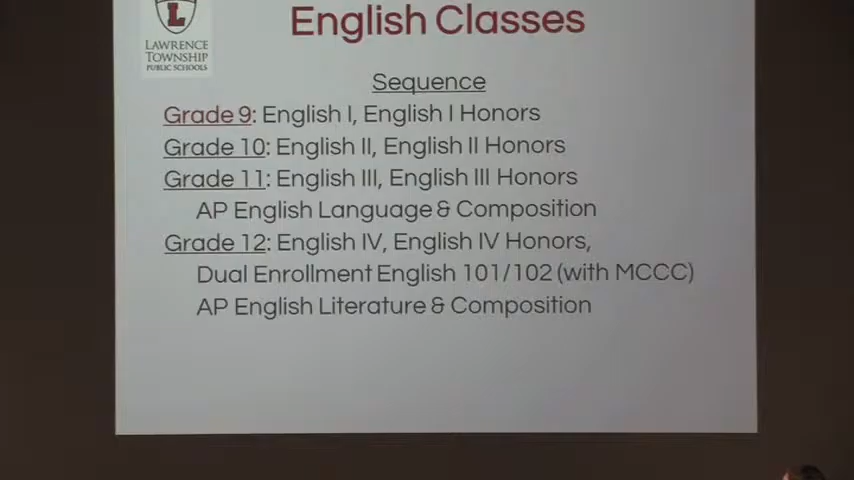 English Classes
L
LAWRENCE
TOWNSHIP
PUBLIC SCHOOLS
Sequence
Grade 9: English I, English I Honors
Grade 10: English II, English II Honors
Grade 11: English III, English III Honors
AP English Language & Composition
Grade 12: English IV, English IV Honors,
Dual Enrollment English 101/102 (with MCCC)
AP English Literature & Composition